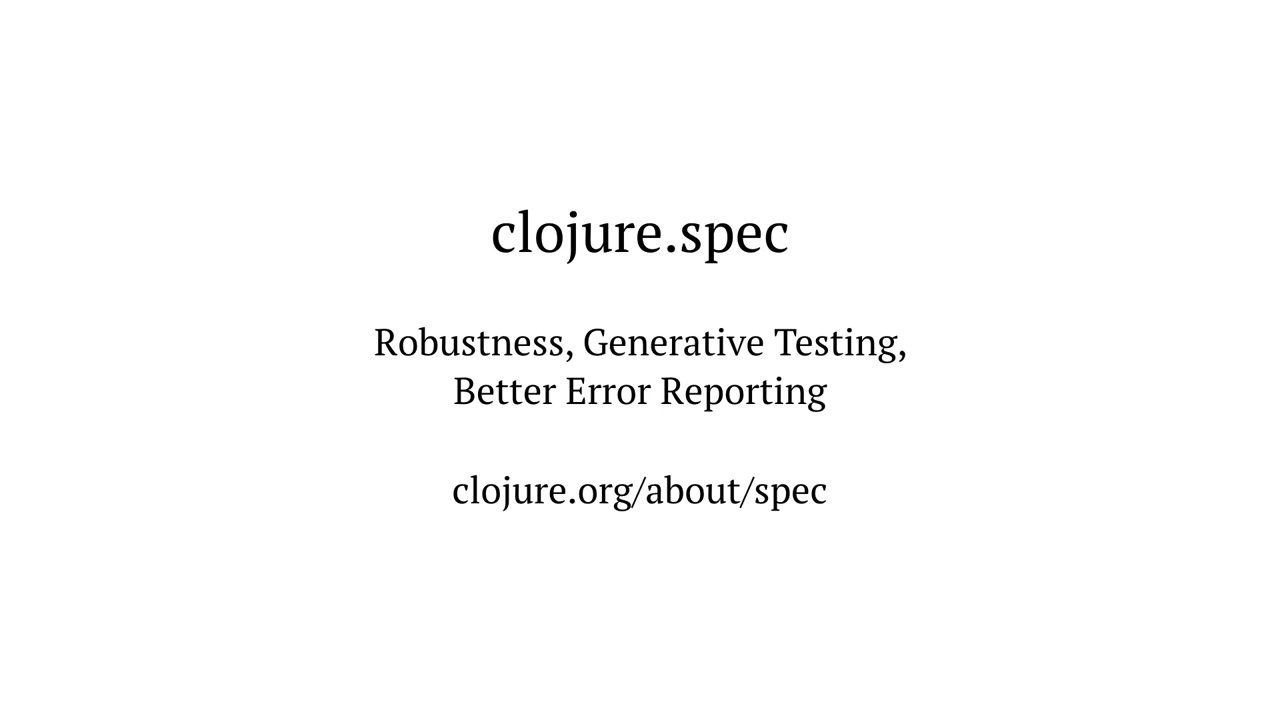 clojure.spec
Robustness, Generative Testing,
Better Error Reporting
clojure.org/about/spec